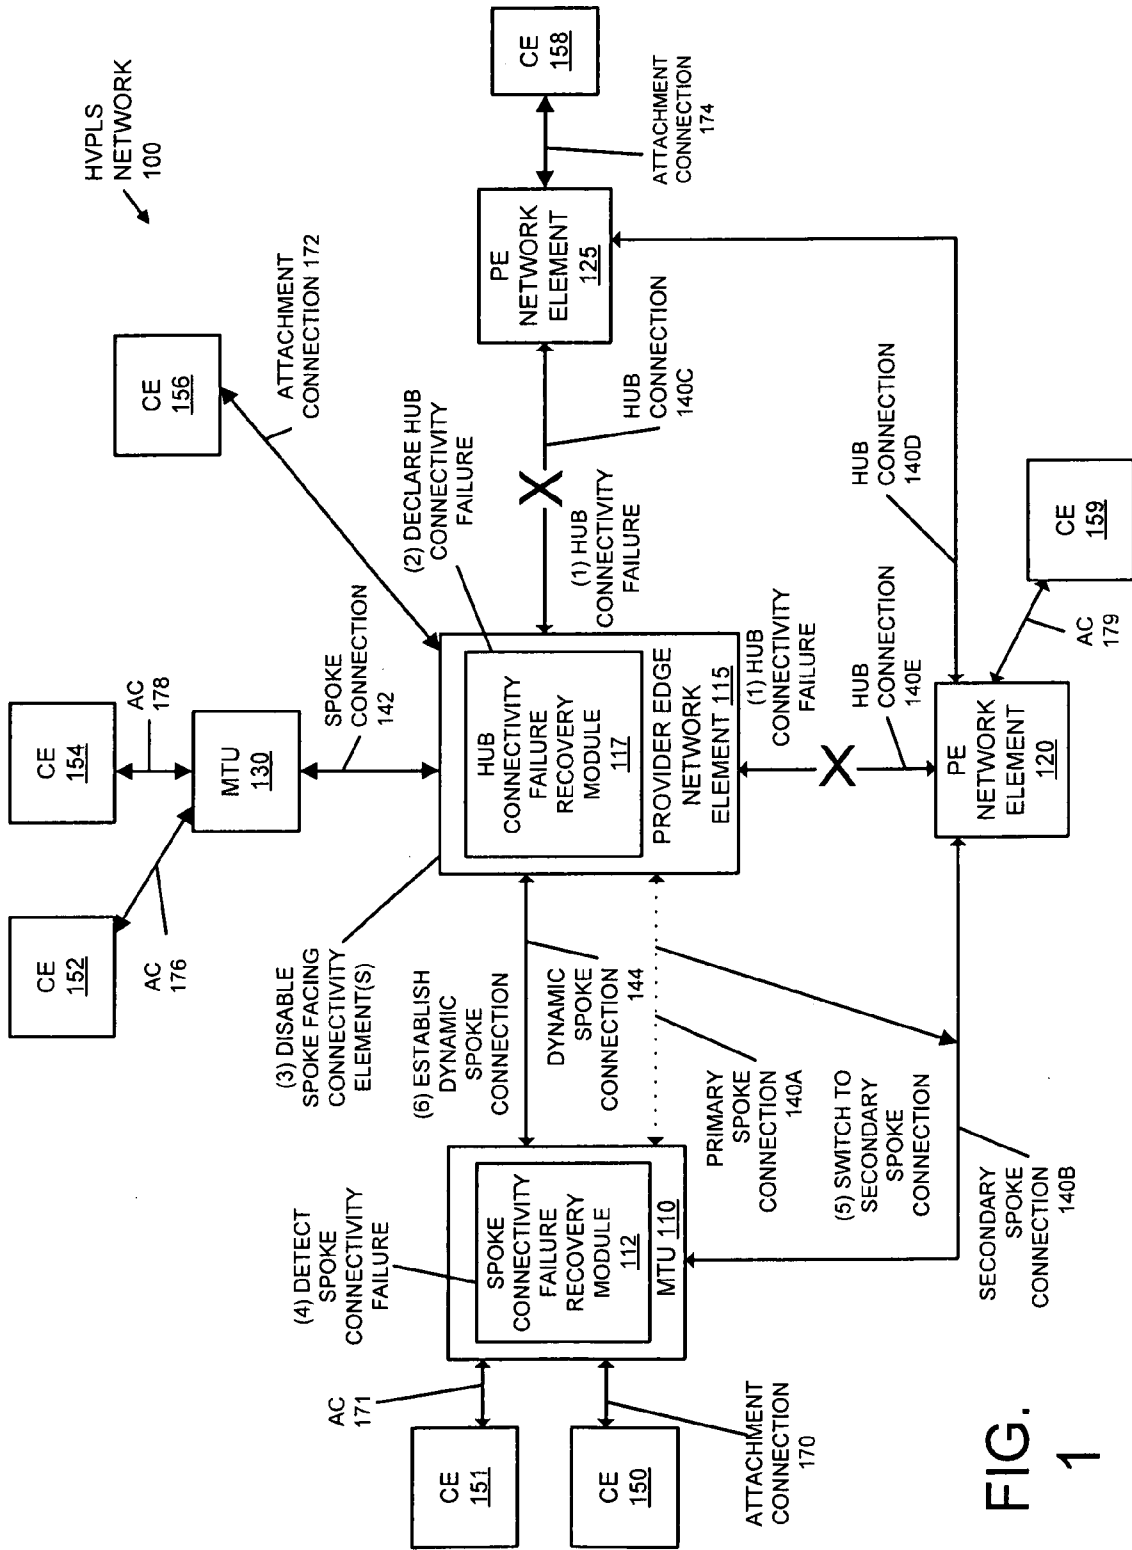 HVPLS
NETWORK
100
CE
152
CE
154
CE
156
AC
176
AC
178
MTU
130
ATTACHMENT
CONNECTION 172
SPOKE
CONNECTION
142
(3) DISABLE
SPOKE FACING
CONNECTIVITY
ELEMENT(S)
(2) DECLARE HUB
CONNECTIVITY
FAILURE
(4) DETECT
SPOKE
CONNECTIVITY
FAILURE
(6) ESTABLISH
DYNAMIC
SPOKE
CONNECTION
HUB
CONNECTIVITY
FAILURE
RECOVERY
MODULE
117
PROVIDER EDGE
NETWORK
ELEMENT 115
PE
NETWORK
ELEMENT
125
CE
158
AC
171
CE
151
CE
150
SPOKE
CONNECTIVITY
FAILURE
RECOVERY
MODULE
112
MTU 110
DYNAMIC
SPOKE
CONNECTION
144
(1) HUB
CONNECTIVITY
FAILURE
HUB
CONNECTION
140C
ATTACHMENT
CONNECTION
174
ATTACHMENT
CONNECTION
170
PRIMARY
SPOKE
CONNECTION
140A
(1) HUB
CONNECTIVITY
FAILURE
(5) SWITCH TO
SECONDARY
SPOKE
CONNECTION
HUB
CONNECTION
140E
HUB
CONNECTION
140D
SECONDARY
SPOKE
CONNECTION
140B
PE
NETWORK
ELEMENT
120
AC
179
CE
159
FIG.
1